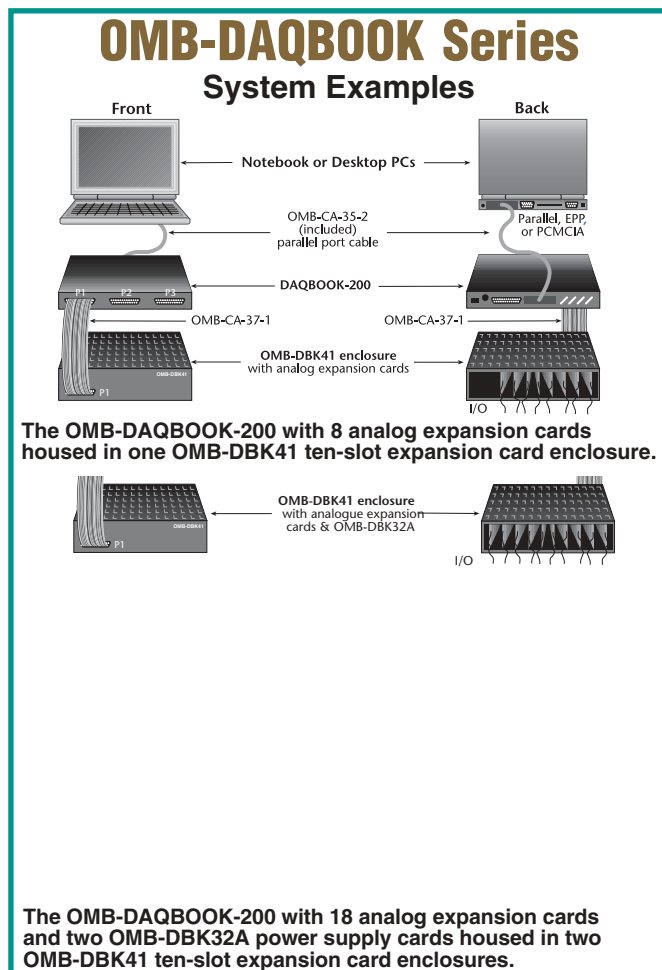 OMB-DAQBOOK Series
System Examples
Front
Back
Notebook or Desktop PCs
OMB-CA-35-2
(included)
parallel port cable
Parallel, EPP,
or PCMCIA
P1 P2 P3
DAQBOOK-200
OMB-CA-37-1
OMB-CA-37-1
OMB-DBK41 enclosure
with analog expansion cards
OMB-DBK41
P1
I/O
The OMB-DAQBOOK-200 with 8 analog expansion cards
housed in one OMB-DBK41 ten-slot expansion card enclosure.
OMB-DBK41 enclosure
with analogue expansion
cards & OMB-DBK32A
OMB-DBK41
P1
I/O
The OMB-DAQBOOK-200 with 18 analog expansion cards
and two OMB-DBK32A power supply cards housed in two
OMB-DBK41 ten-slot expansion card enclosures.